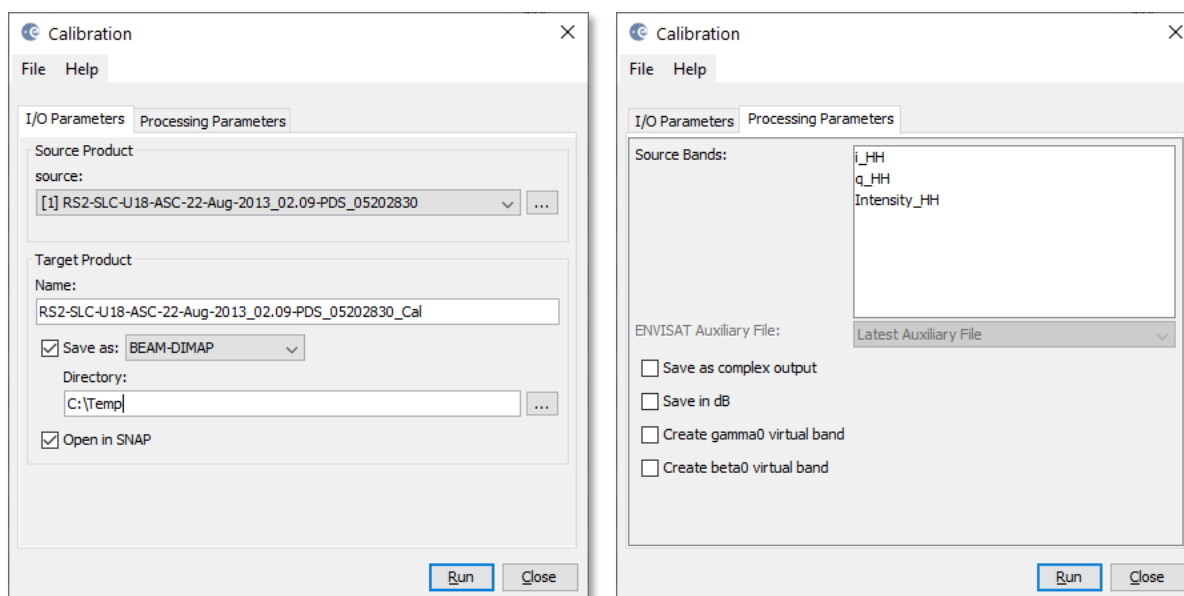 Calibration
File Help
I/O Parameters Processing Parameters
Source Product
source:
[1] RS2-SLC-U18-ASC-22-Aug-2013_02.09-PDS_05202830
...
Target Product
Name:
RS2-SLC-U18-ASC-22-Aug-2013_02.09-PDS_05202830_Cal
Save as: BEAM-DIMAP
Directory:
C:\Temp
...
Open in SNAP
Run Close
Calibration
File Help
I/O Parameters Processing Parameters
Source Bands:
i_HH
q_HH
Intensity_HH
ENVISAT Auxiliary File: Latest Auxiliary File
Save as complex output
Save in dB
Create gamma0 virtual band
Create beta0 virtual band
Run Close